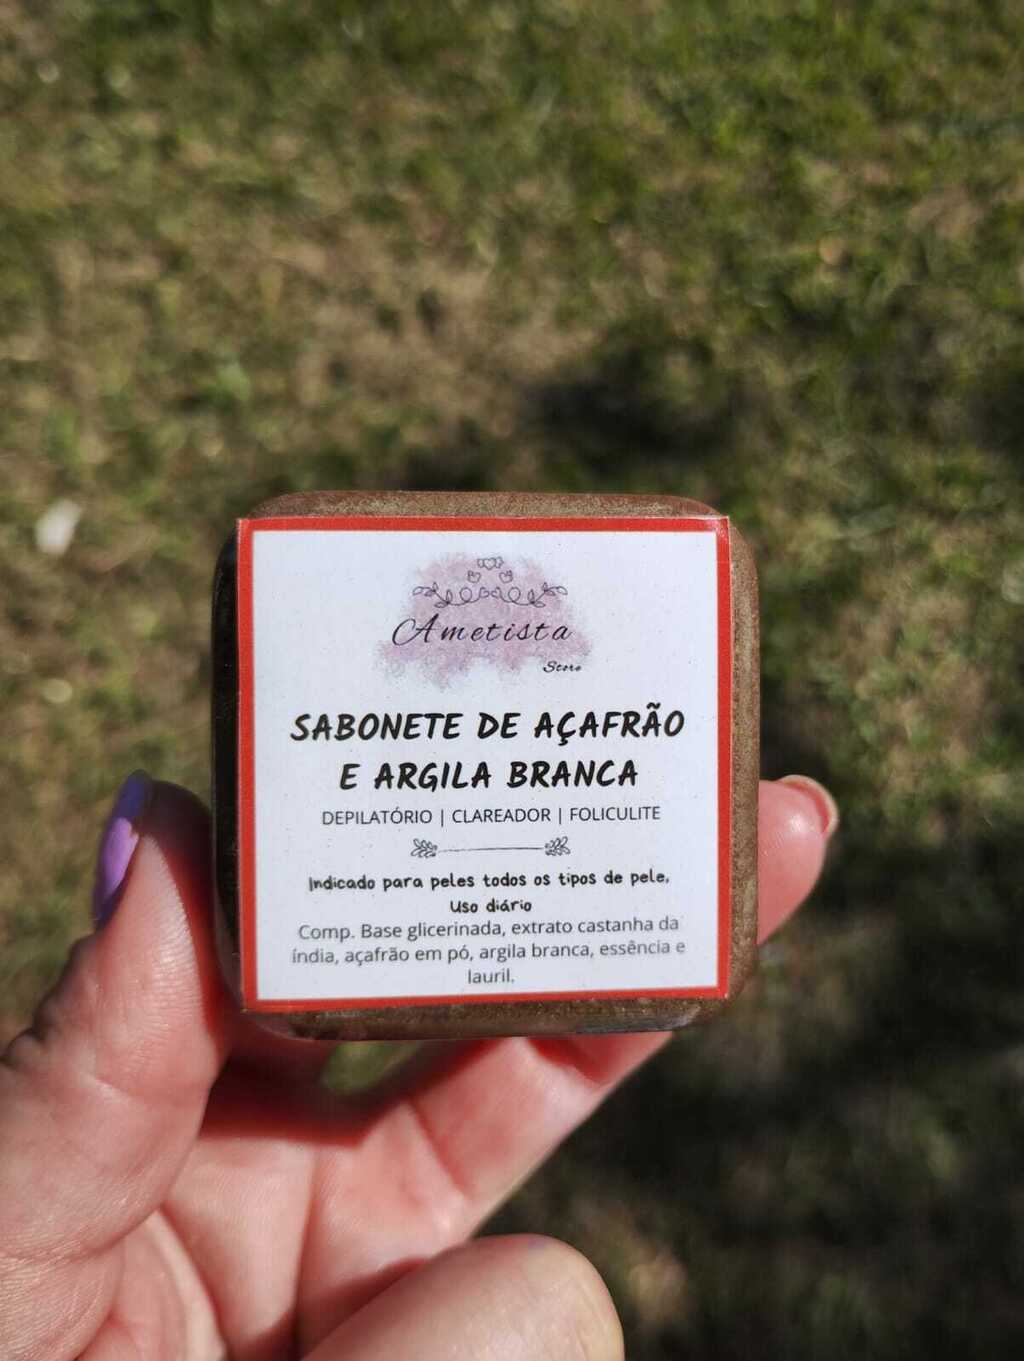 Ametista
Store
SABONETE DE AÇAFRÃO
E ARGILA BRANCA
DEPILATÓRIO | CLAREADOR | FOLICULITE
Indicado para peles todos os tipos de pele,
Uso diário
Comp. Base glicerinada, extrato castanha da
índia, açafrão em pó, argila branca, essência e
lauril.